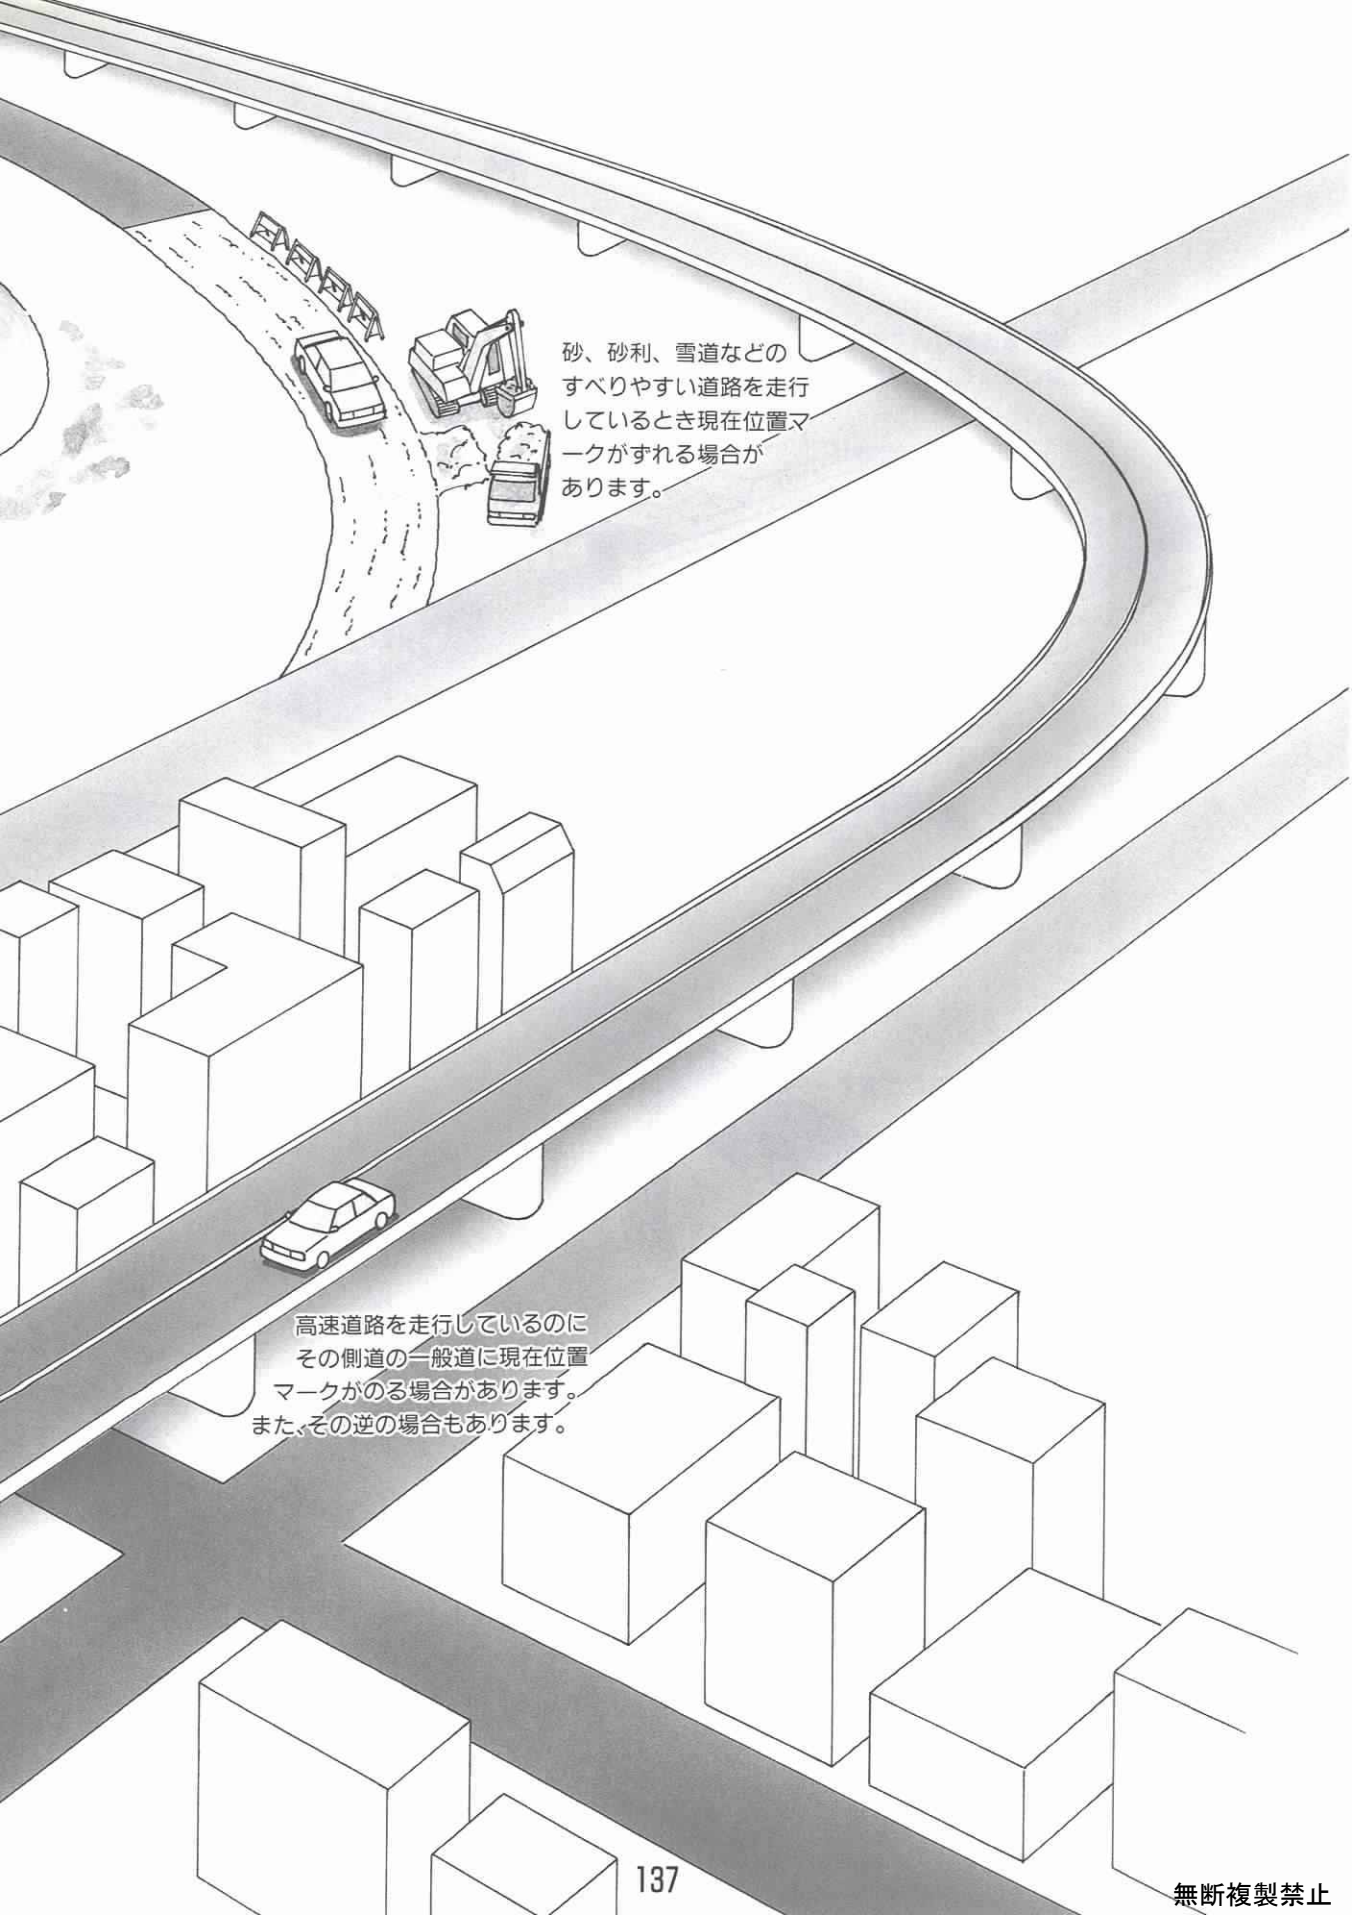 砂、砂利、雪道などの
すべりやすい道路を走行
しているとき現在位置マ
ークがずれる場合が
あります。
高速道路を走行しているのに
その側道の一般道に現在位置
マークがのる場合があります。
また、その逆の場合もあります。
137
無断複製禁止